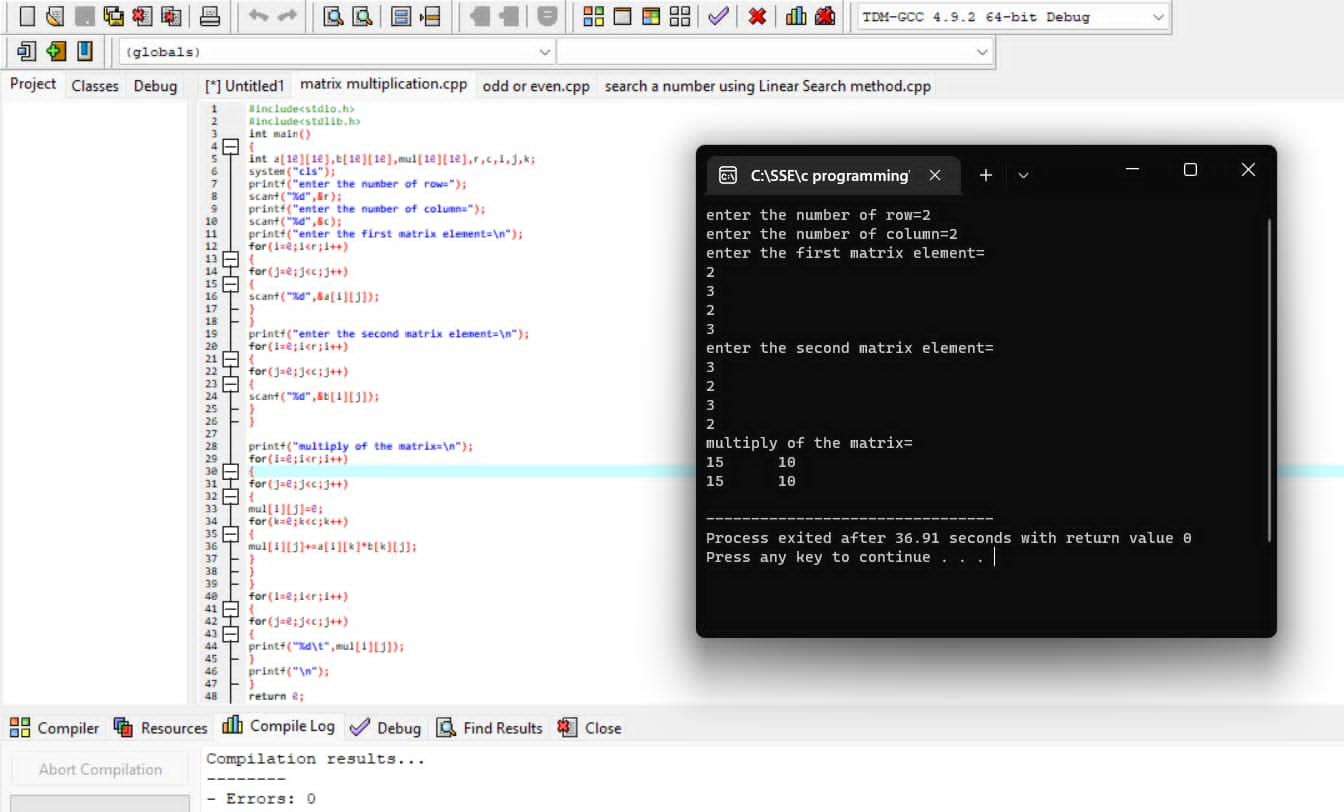 TDM-GCC 4.9.2 64-bit Debug
(globals)
Project Classes Debug [*] Untitled1 matrix multiplication.cpp odd or even.cpp search a number using Linear Search method.cpp
1 #include<stdio.h>
2 #include<stdlib.h>
3 int main()
4 {
5 int a[10][10],b[10][10],mul[10][10],r,c,i,j,k;
6 system("cls");
7 printf("enter the number of row=");
8 scanf("%d",&r);
9 printf("enter the number of column=");
10 scanf("%d",&c);
11 printf("enter the first matrix element=\n");
12 for(i=0;i<r;i++)
13 {
14 for(j=0;j<c;j++)
15 {
16 scanf("%d",&a[i][j]);
17 }
18 }
19 printf("enter the second matrix element=\n");
20 for(i=0;i<r;i++)
21 {
22 for(j=0;j<c;j++)
23 {
24 scanf("%d",&b[i][j]);
25 }
26 }
27
28 printf("multiply of the matrix=\n");
29 for(i=0;i<r;i++)
30 {
31 for(j=0;j<c;j++)
32 {
33 mul[i][j]=0;
34 for(k=0;k<c;k++)
35 {
36 mul[i][j]+=a[i][k]*b[k][j];
37 }
38 }
39 }
40 for(i=0;i<r;i++)
41 {
42 for(j=0;j<c;j++)
43 {
44 printf("%d\t",mul[i][j]);
45 }
46 printf("\n");
47 }
48 return 0;
C:\SSE\c programming
enter the number of row=2
enter the number of column=2
enter the first matrix element=
2
3
2
3
enter the second matrix element=
3
2
3
2
multiply of the matrix=
15 10
15 10
--------------------------------
Process exited after 36.91 seconds with return value 0
Press any key to continue . . .
Compiler Resources Compile Log Debug Find Results Close
Abort Compilation
Compilation results...
--------
- Errors: 0